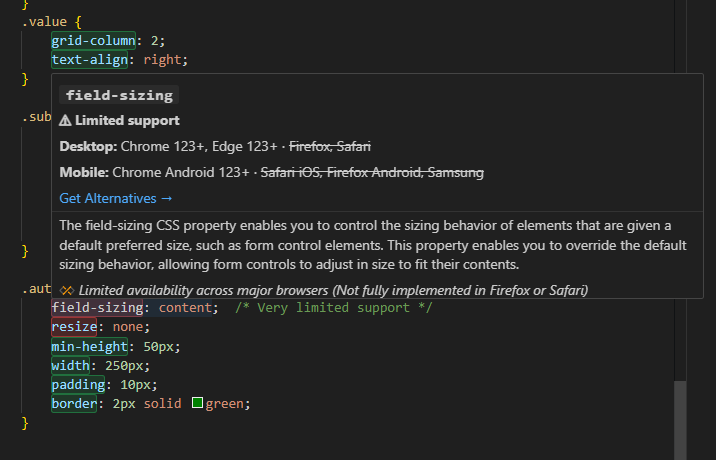 }
.value {
grid-column: 2;
text-align: right;
}
field-sizing
⚠ Limited support
.sub
Desktop: Chrome 123+, Edge 123+ · Firefox, Safari
Mobile: Chrome Android 123+ · Safari iOS, Firefox Android, Samsung
Get Alternatives →
The field-sizing CSS property enables you to control the sizing behavior of elements that are given a
default preferred size, such as form control elements. This property enables you to override the default
}
sizing behavior, allowing form controls to adjust in size to fit their contents.
.aut
Limited availability across major browsers (Not fully implemented in Firefox or Safari)
field-sizing: content; /* Very limited support */
resize: none;
min-height: 50px;
width: 250px;
padding: 10px;
border: 2px solid green;
}